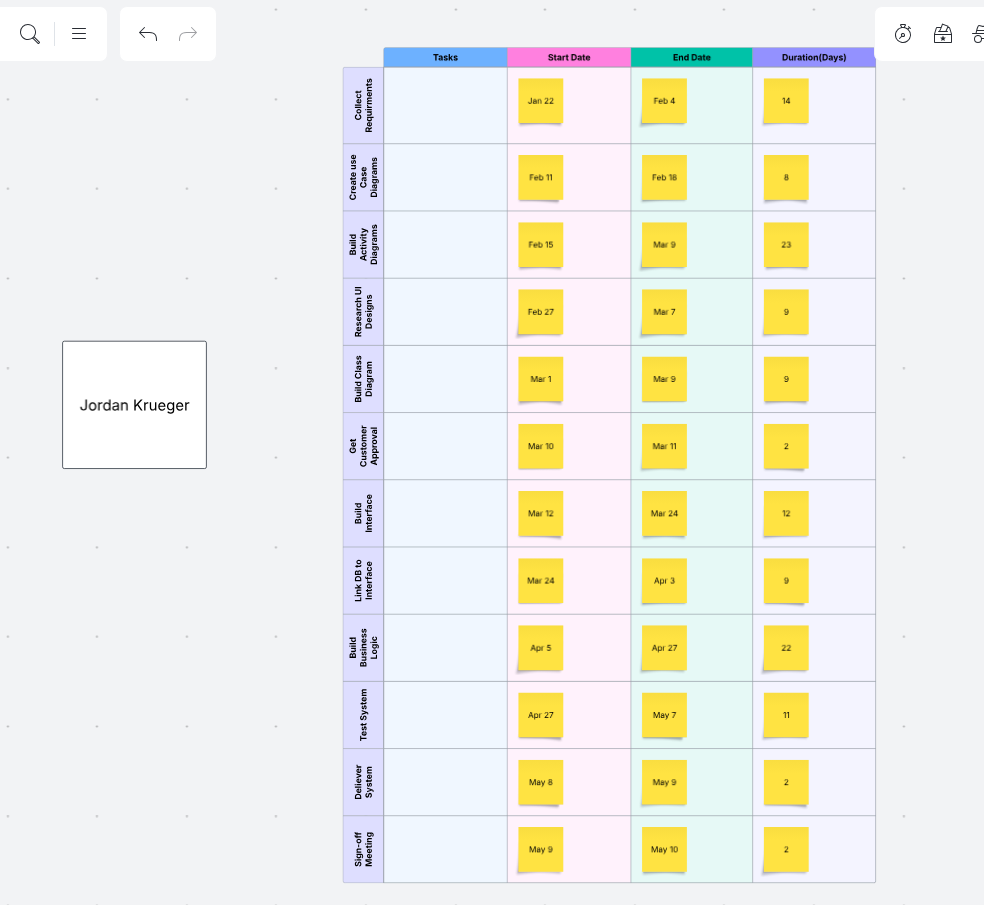 Tasks Start Date End Date Duration(Days)
Collect
Requirments
Jan 22 Feb 4 14
Create use
Case
Diagrams
Feb 11 Feb 18 8
Build
Activity
Diagrams
Feb 15 Mar 9 23
Research UI
Designs
Feb 27 Mar 7 9
Build Class
Diagram
Mar 1 Mar 9 9
Jordan Krueger
Get
Customer
Approval
Mar 10 Mar 11 2
Build
Interface
Mar 12 Mar 24 12
Link DB to
Interface
Mar 24 Apr 3 9
Build
Business
Logic
Apr 5 Apr 27 22
Test System
Apr 27 May 7 11
Deliever
System
May 8 May 9 2
Sign-off
Meeting
May 9 May 10 2